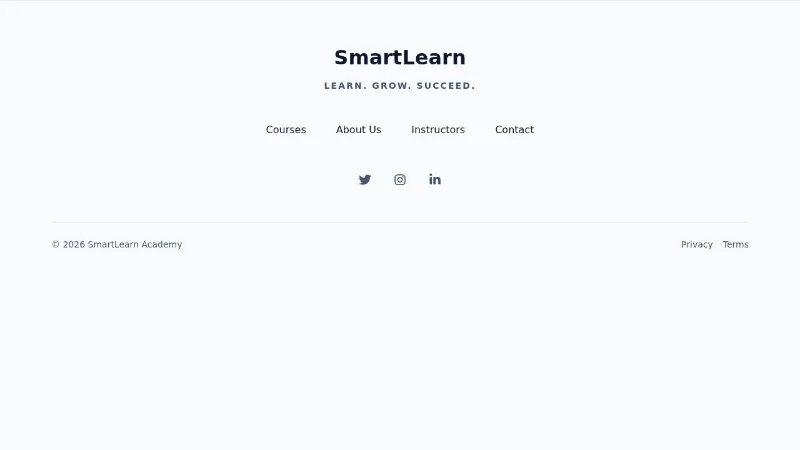 SmartLearn
LEARN. GROW. SUCCEED.
Courses About Us Instructors Contact
© 2026 SmartLearn Academy Privacy Terms